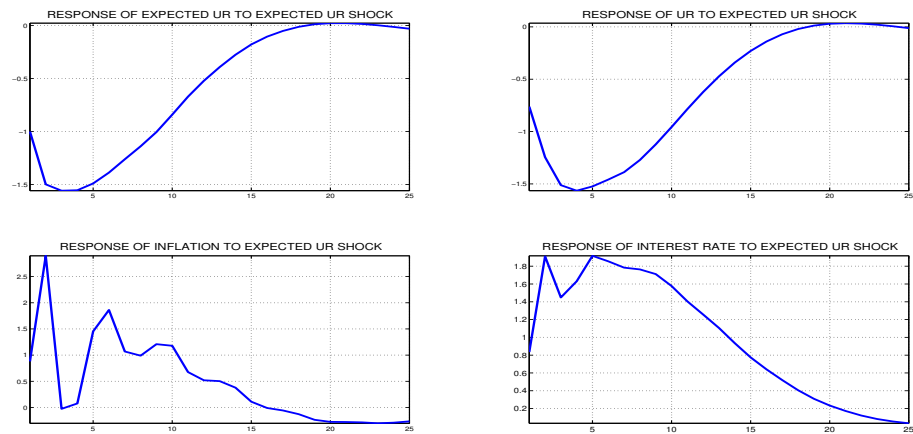 RESPONSE OF EXPECTED UR TO EXPECTED UR SHOCK
0
−0.5
−1
−1.5
5 10 15 20 25
RESPONSE OF UR TO EXPECTED UR SHOCK
0
−0.5
−1
−1.5
5 10 15 20 25
RESPONSE OF INFLATION TO EXPECTED UR SHOCK
2.5
2
1.5
1
0.5
0
5 10 15 20 25
RESPONSE OF INTEREST RATE TO EXPECTED UR SHOCK
1.8
1.6
1.4
1.2
1
0.8
0.6
0.4
0.2
5 10 15 20 25